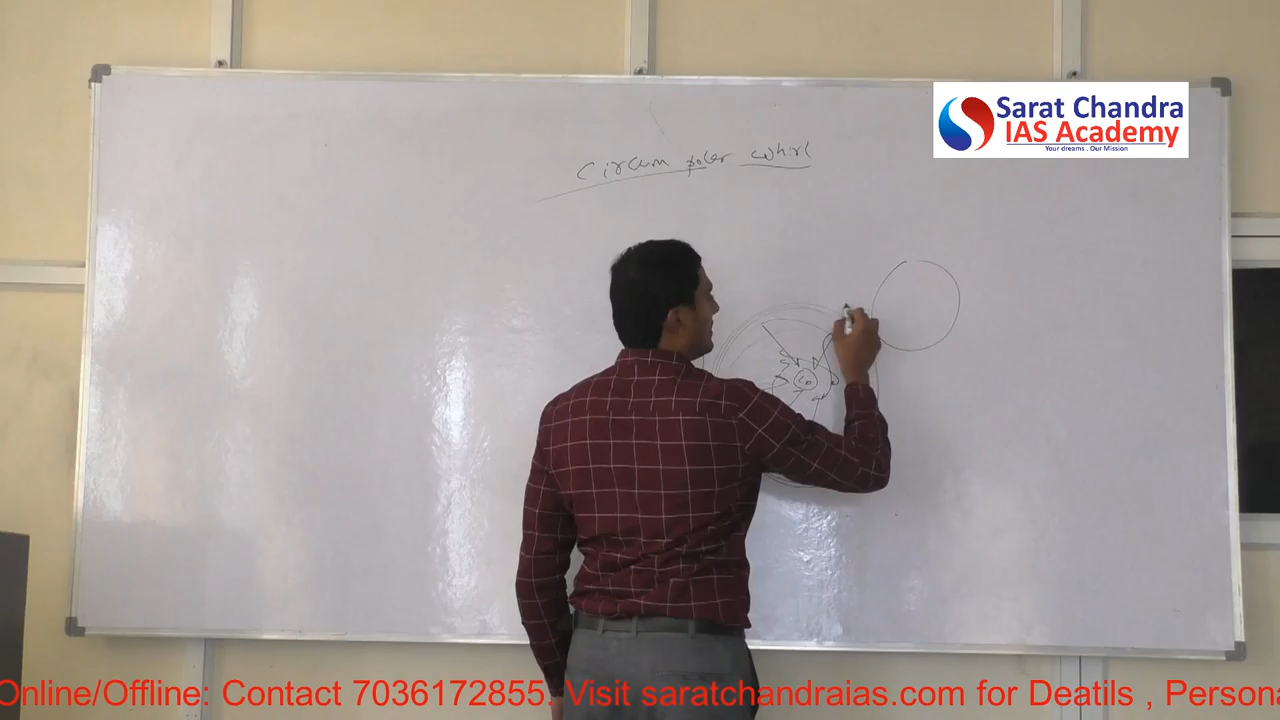 Sarat Chandra
IAS Academy
Your dreams . Our Mission
Circum poler whirl
Online/Offline: Contact 7036172855. Visit saratchandraias.com for Deatils , Persona